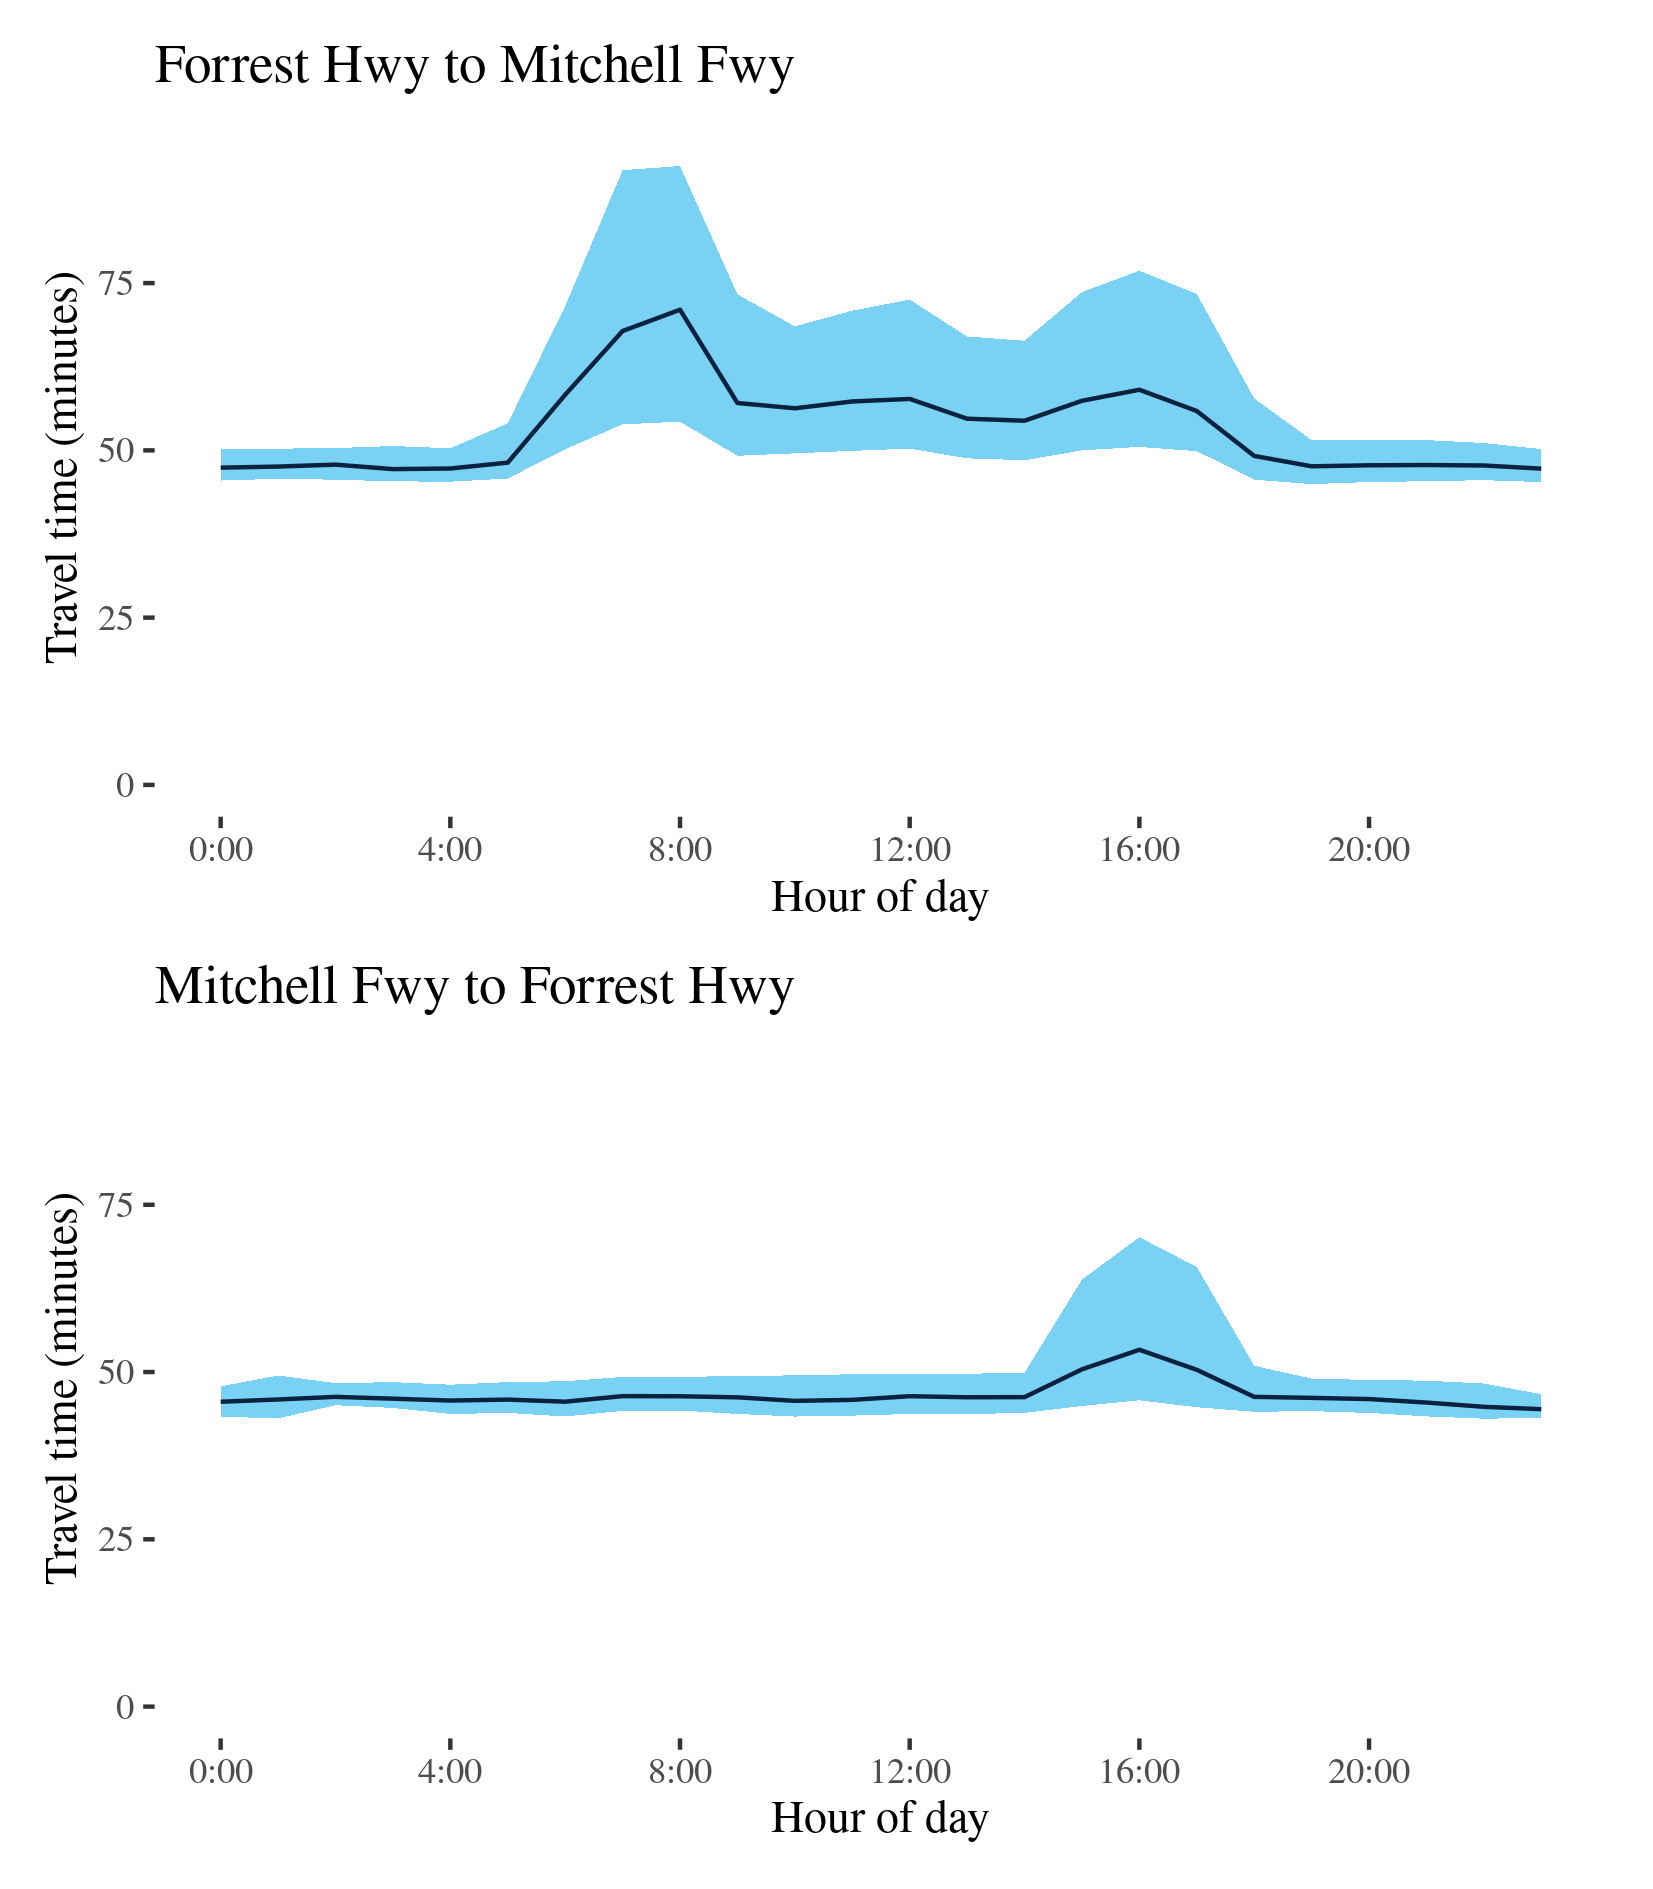 Forrest Hwy to Mitchell Fwy
Travel time (minutes)
75
50
25
0
0:00 4:00 8:00 12:00 16:00 20:00
Hour of day
Mitchell Fwy to Forrest Hwy
Travel time (minutes)
75
50
25
0
0:00 4:00 8:00 12:00 16:00 20:00
Hour of day